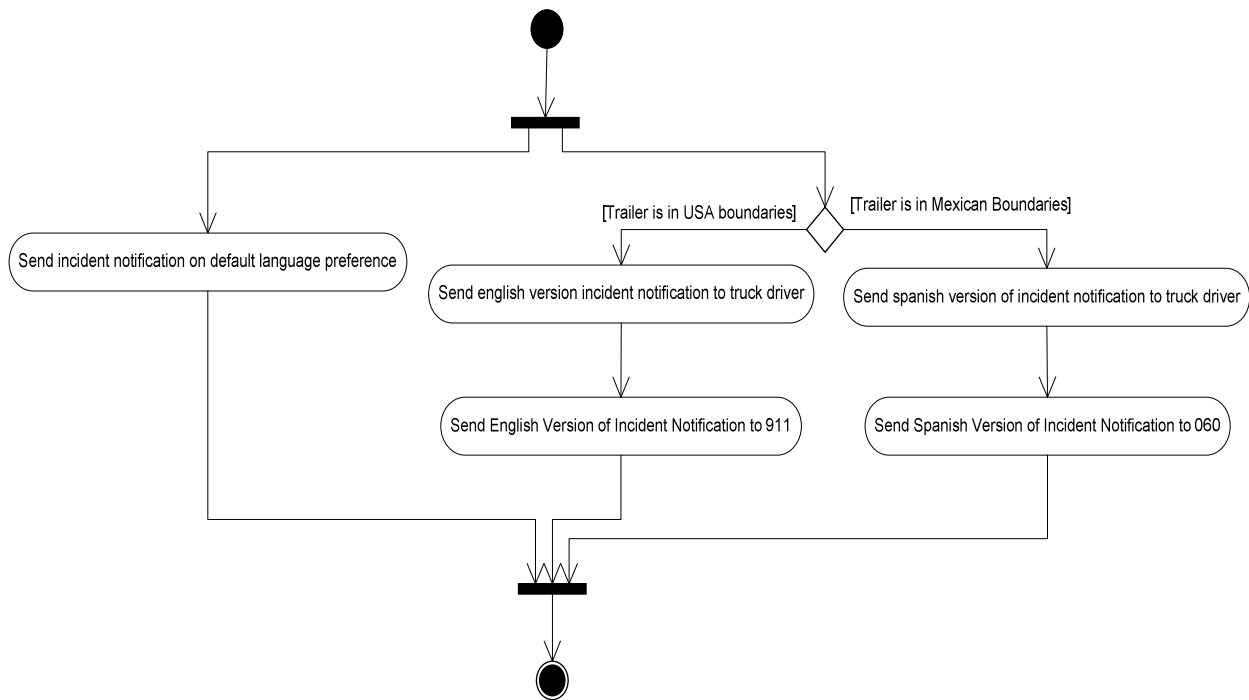 [Trailer is in USA boundaries]
[Trailer is in Mexican Boundaries]
Send incident notification on default language preference
Send english version incident notification to truck driver
Send spanish version of incident notification to truck driver
Send English Version of Incident Notification to 911
Send Spanish Version of Incident Notification to 060